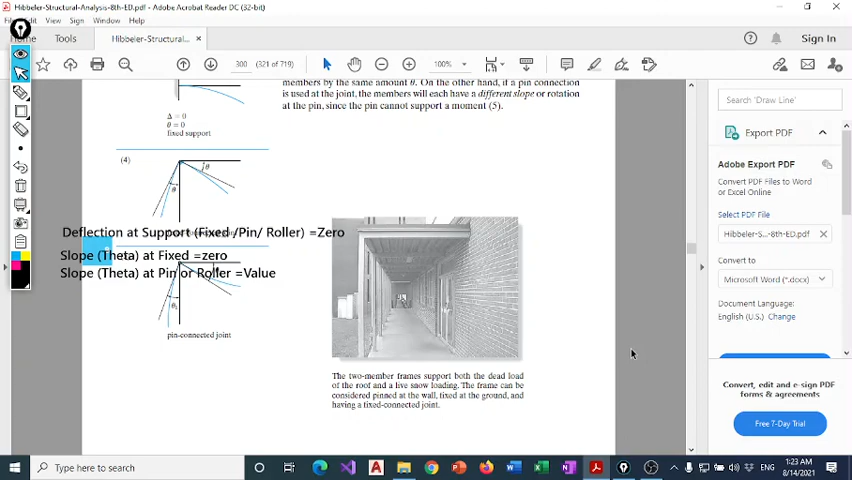 Hibbeler-Structural-Analysis-8th-ED.pdf - Adobe Acrobat Reader DC (32-bit)
File Edit View Sign Window Help
Home Tools Hibbeler-Structural-... × Sign In
300 (321 of 719) 100%
members by the same amount θ. On the other hand, if a pin connection
is used at the joint, the members will each have a different slope or rotation
at the pin, since the pin cannot support a moment (5).
Δ = 0
θ = 0
fixed support
(4)
θ
θ
Deflection at Support (Fixed /Pin/ Roller) =Zero
Slope (Theta) at Fixed =zero
Slope (Theta) at Pin or Roller =Value
pin-connected joint
The two-member frames support both the dead load
of the roof and a live snow loading. The frame can be
considered pinned at the wall, fixed at the ground, and
having a fixed-connected joint.
Search 'Draw Line'
Export PDF
Adobe Export PDF
Convert PDF Files to Word
or Excel Online
Select PDF File
Hibbeler-S...-8th-ED.pdf ×
Convert to
Microsoft Word (*.docx)
Document Language:
English (U.S.) Change
Convert, edit and e-sign PDF
forms & agreements
Free 7-Day Trial
Type here to search
ENG
1:23 AM
8/14/2021